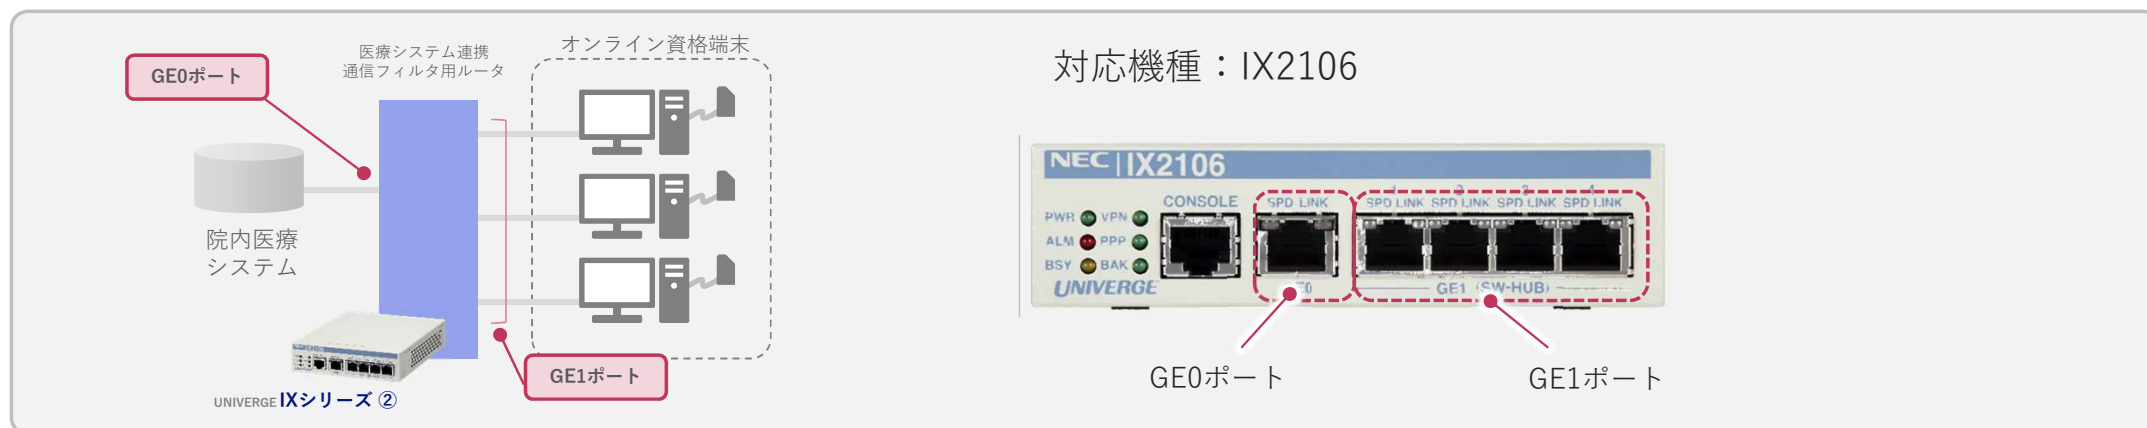 GE0ポート
医療システム連携
通信フィルタ用ルータ
オンライン資格端末
院内医療
システム
GE1ポート
UNIVERGE IXシリーズ ②
対応機種：IX2106
NEC IX2106
1 2 3 4
CONSOLE SPD LINK SPD LINK SPD LINK SPD LINK SPD LINK
PWR VPN
ALM PPP
BSY BAK
UNIVERGE
GE1 (SW-HUB)
GE0ポート
GE1ポート